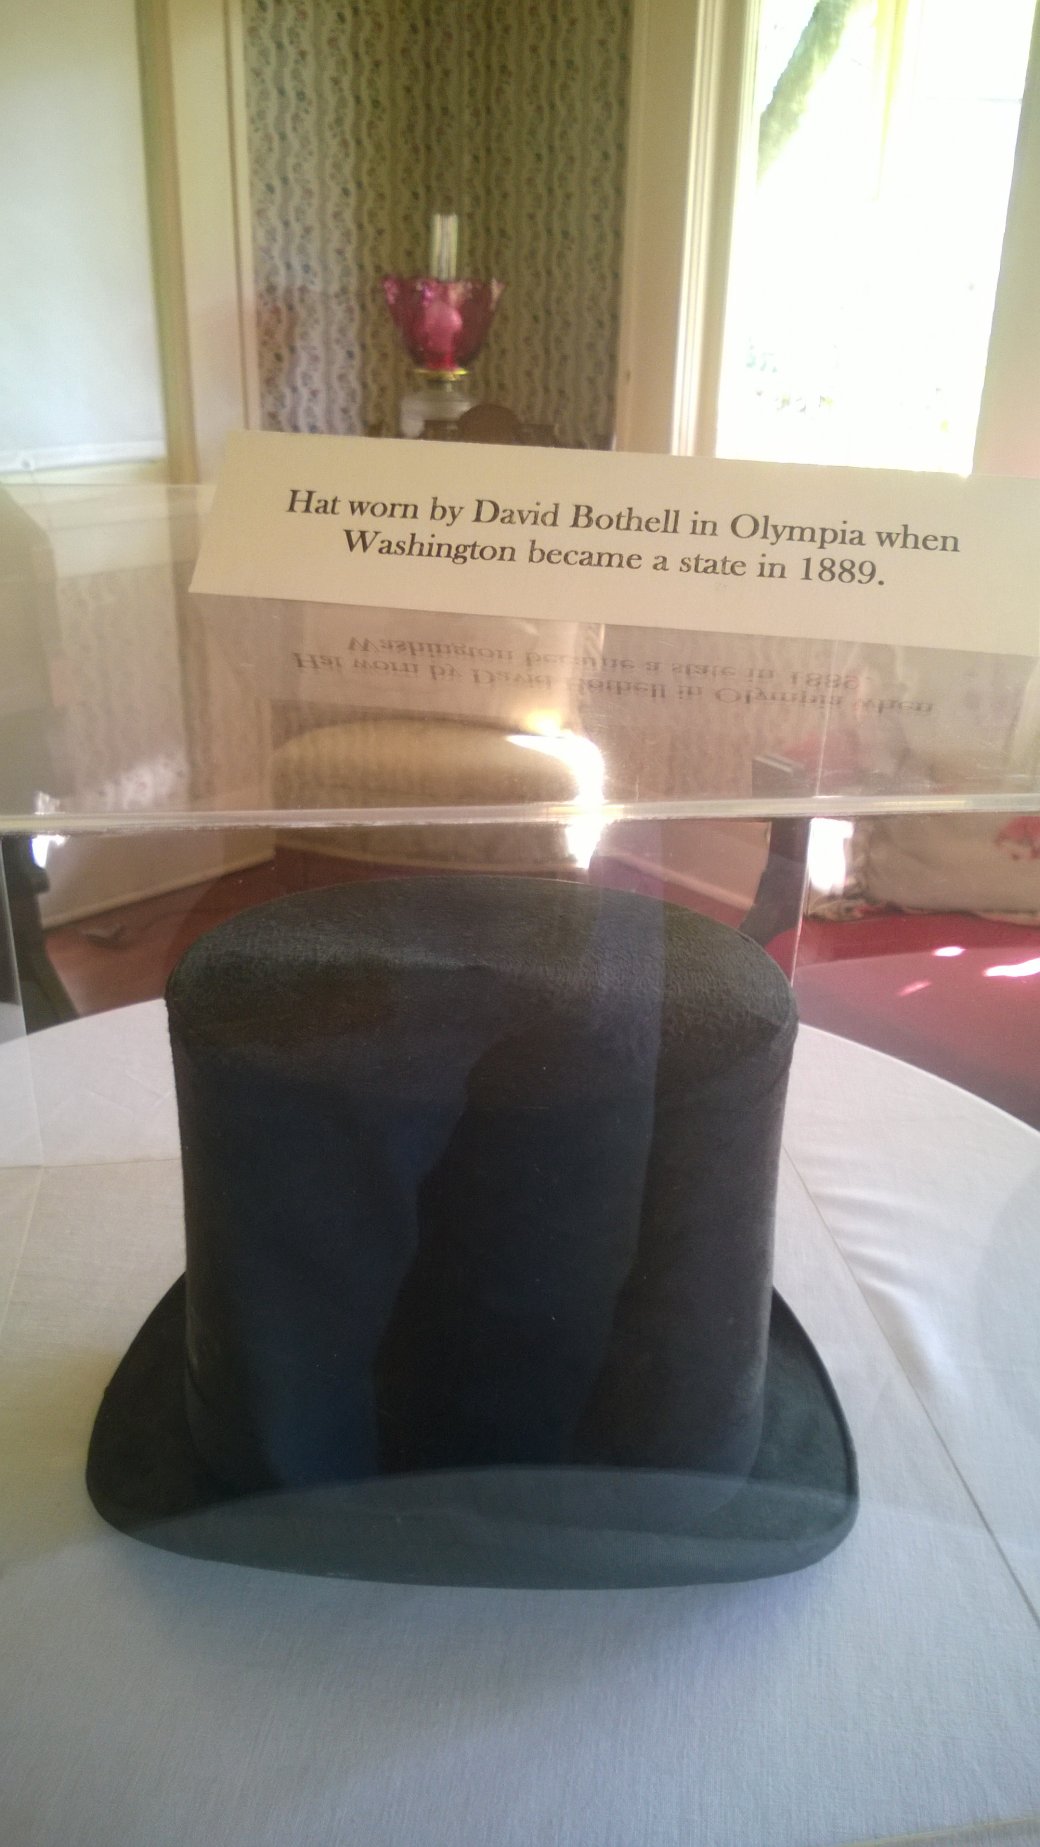 Hat worn by David Bothell in Olympia when
Washington became a state in 1889.